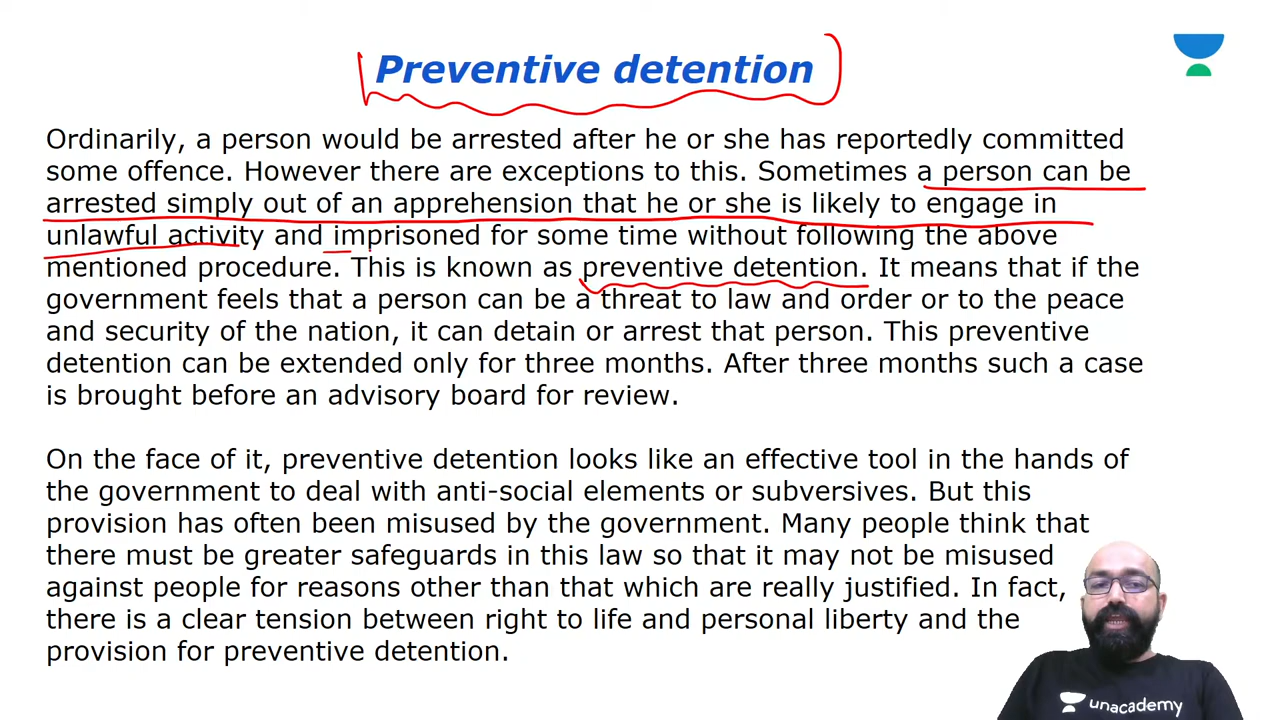 Preventive detention
Ordinarily, a person would be arrested after he or she has reportedly committed
some offence. However there are exceptions to this. Sometimes a person can be
arrested simply out of an apprehension that he or she is likely to engage in
unlawful activity and imprisoned for some time without following the above
mentioned procedure. This is known as preventive detention. It means that if the
government feels that a person can be a threat to law and order or to the peace
and security of the nation, it can detain or arrest that person. This preventive
detention can be extended only for three months. After three months such a case
is brought before an advisory board for review.
On the face of it, preventive detention looks like an effective tool in the hands of
the government to deal with anti-social elements or subversives. But this
provision has often been misused by the government. Many people think that
there must be greater safeguards in this law so that it may not be misused
against people for reasons other than that which are really justified. In fact,
there is a clear tension between right to life and personal liberty and the
provision for preventive detention.
unacademy